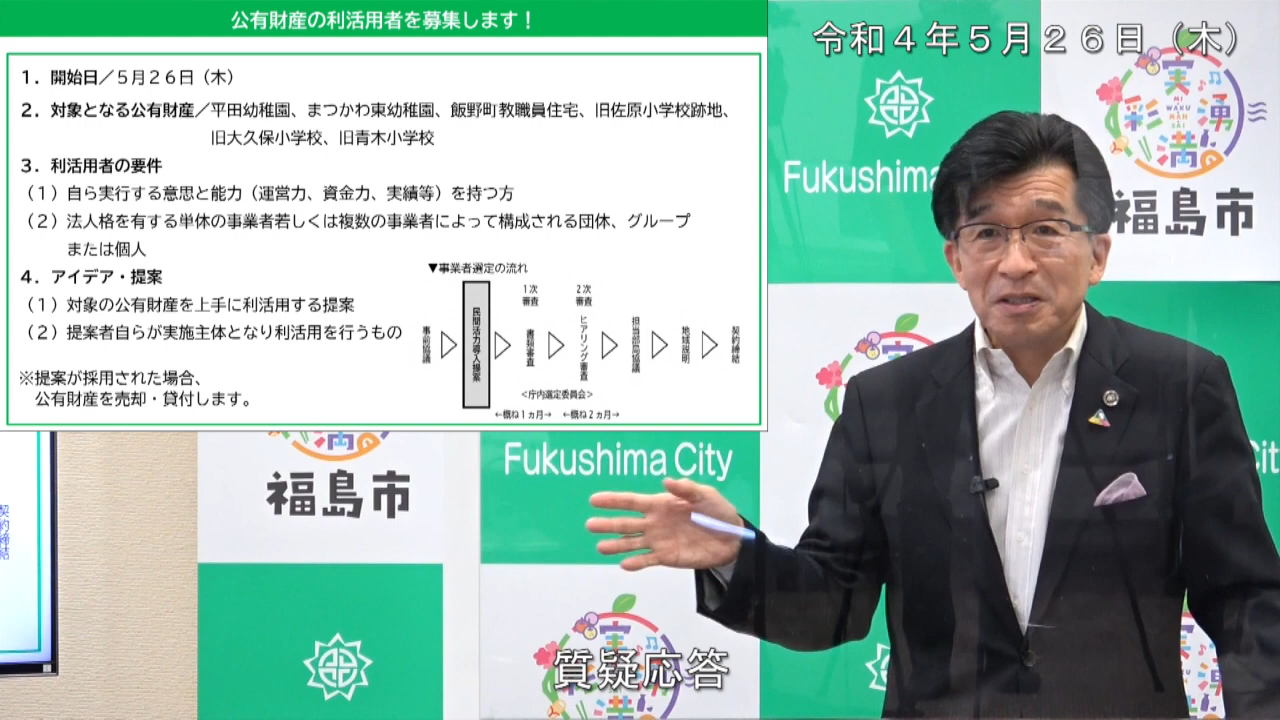 公有財産の利活用者を募集します！
１．開始日／５月２６日（木）
２．対象となる公有財産／平田幼稚園、まつかわ東幼稚園、飯野町教職員住宅、旧佐原小学校跡地、
旧大久保小学校、旧青木小学校
３．利活用者の要件
（１）自ら実行する意思と能力（運営力、資金力、実績等）を持つ方
（２）法人格を有する単体の事業者若しくは複数の事業者によって構成される団体、グループ
または個人
４．アイデア・提案
（１）対象の公有財産を上手に利活用する提案
（２）提案者自らが実施主体となり利活用を行うもの
※提案が採用された場合、
公有財産を売却・貸付します。
▼事業者選定の流れ
１次
審査
２次
審査
事前協議
民間活力導入提案
書類審査
ヒアリング審査
担当部局協議
地域説明
契約締結
＜庁内選定委員会＞
←概ね１ヵ月→ ←概ね２ヵ月→
令和４年５月２６日（木）
Fukushima
実湧彩満
MI
WAKU
MAN
SAI
福島市
Fukushima City
福島市
Cit
契約締結
質疑応答